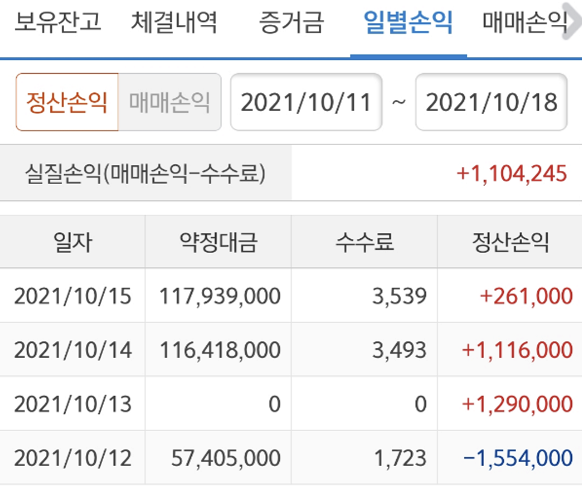 보유잔고 체결내역 증거금 일별손익 매매손익
정산손익 매매손익 2021/10/11 ~ 2021/10/18
실질손익(매매손익-수수료) +1,104,245
일자 약정대금 수수료 정산손익
2021/10/15 117,939,000 3,539 +261,000
2021/10/14 116,418,000 3,493 +1,116,000
2021/10/13 0 0 +1,290,000
2021/10/12 57,405,000 1,723 -1,554,000